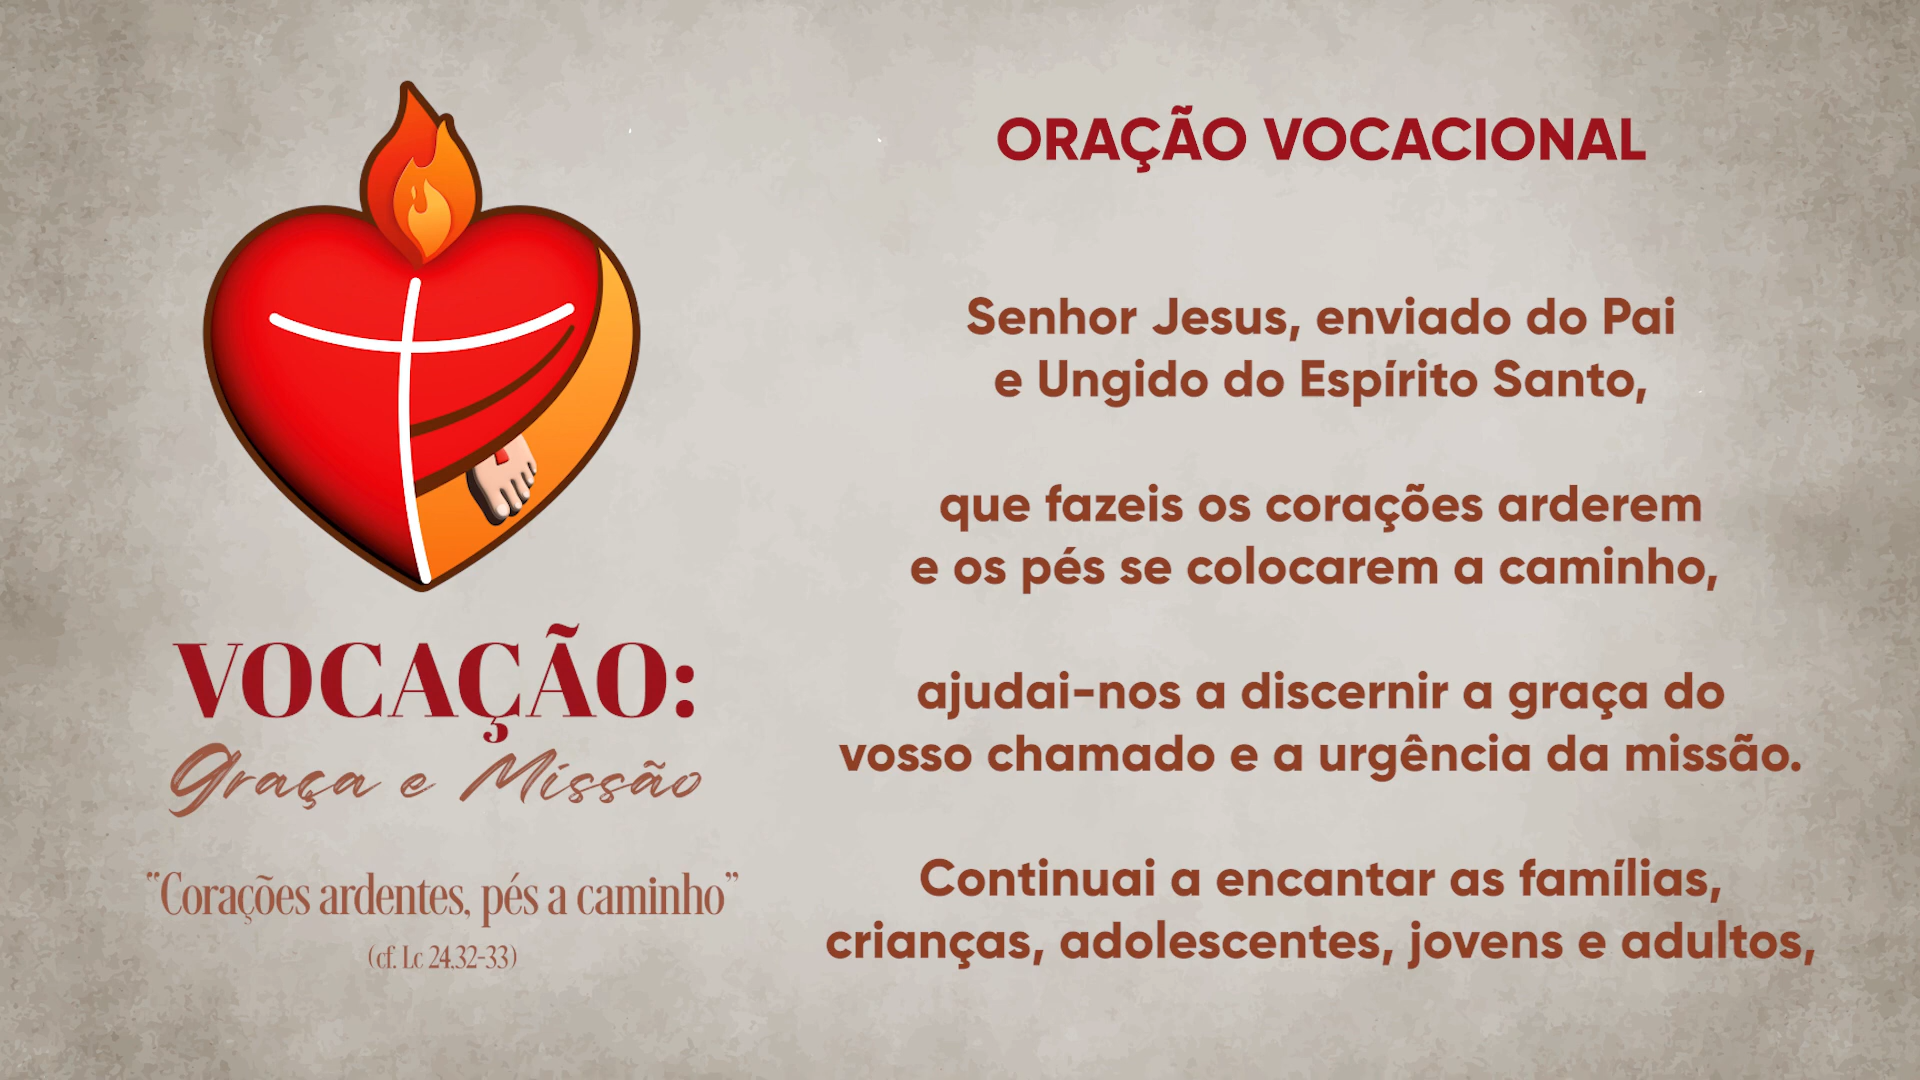 VOCAÇÃO:
Graça e Missão
“Corações ardentes, pés a caminho”
(cf. Lc 24,32-33)
ORAÇÃO VOCACIONAL
Senhor Jesus, enviado do Pai
e Ungido do Espírito Santo,
que fazeis os corações arderem
e os pés se colocarem a caminho,
ajudai-nos a discernir a graça do
vosso chamado e a urgência da missão.
Continuai a encantar as famílias,
crianças, adolescentes, jovens e adultos,